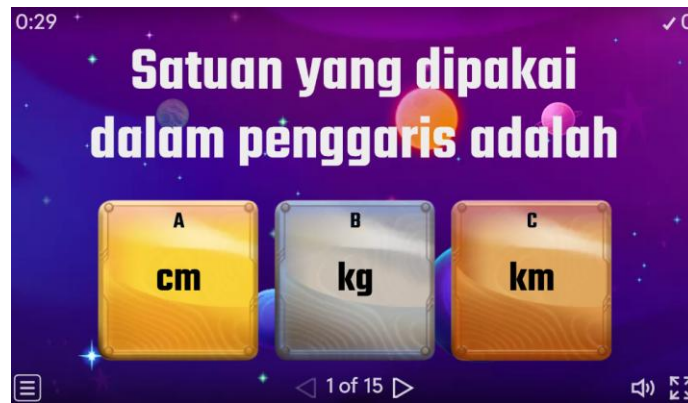 0:29
Satuan yang dipakai
dalam penggaris adalah
A
cm
B
kg
C
km
1 of 15